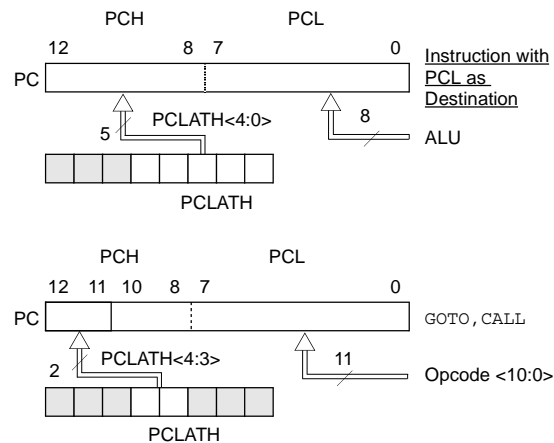 PCH PCL
12 8 7 0
Instruction with
PCL as
Destination
PC
5 PCLATH<4:0> 8
ALU
PCLATH
PCH PCL
12 11 10 8 7 0
PC GOTO, CALL
2 PCLATH<4:3> 11
Opcode <10:0>
PCLATH